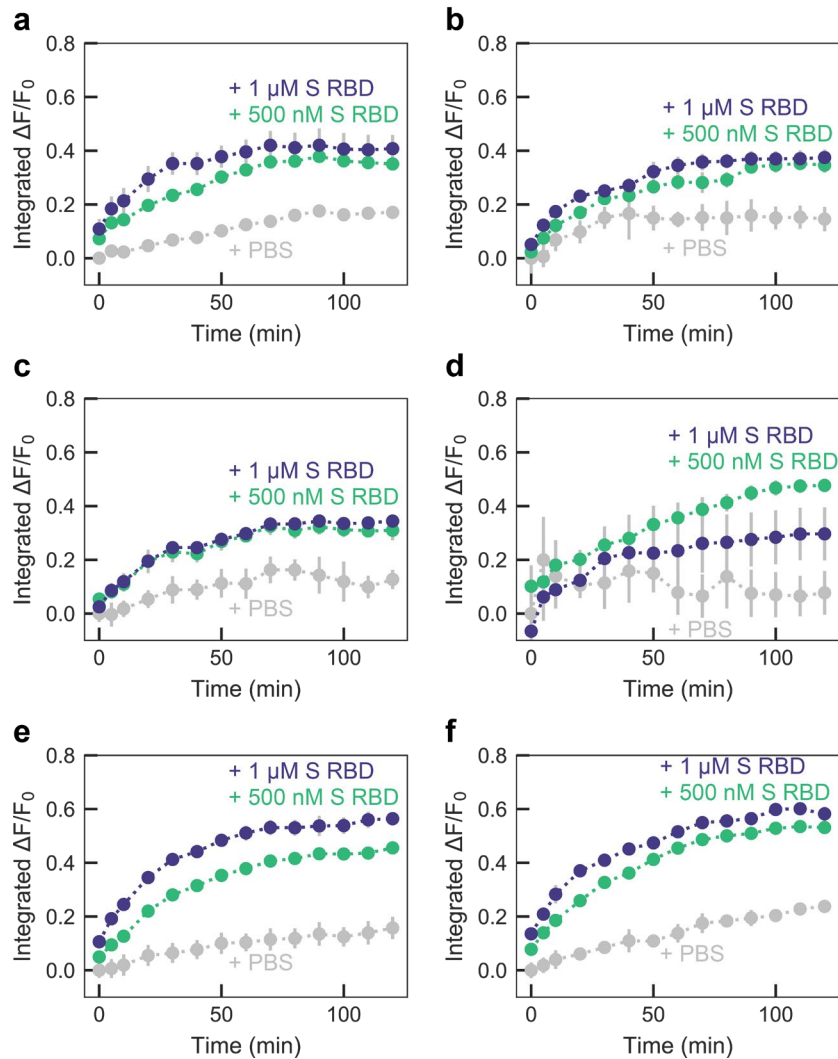 a
0.8
0.6
0.4
0.2
0.0
Integrated ΔF/F₀
+ 1 µM S RBD
+ 500 nM S RBD
+ PBS
0
50
100
Time (min)
b
0.8
0.6
0.4
0.2
0.0
Integrated ΔF/F₀
+ 1 µM S RBD
+ 500 nM S RBD
+ PBS
0
50
100
Time (min)
c
0.8
0.6
0.4
0.2
0.0
Integrated ΔF/F₀
+ 1 µM S RBD
+ 500 nM S RBD
+ PBS
0
50
100
Time (min)
d
0.8
0.6
0.4
0.2
0.0
Integrated ΔF/F₀
+ 1 µM S RBD
+ 500 nM S RBD
+ PBS
0
50
100
Time (min)
e
0.8
0.6
0.4
0.2
0.0
Integrated ΔF/F₀
+ 1 µM S RBD
+ 500 nM S RBD
+ PBS
0
50
100
Time (min)
f
0.8
0.6
0.4
0.2
0.0
Integrated ΔF/F₀
+ 1 µM S RBD
+ 500 nM S RBD
+ PBS
0
50
100
Time (min)